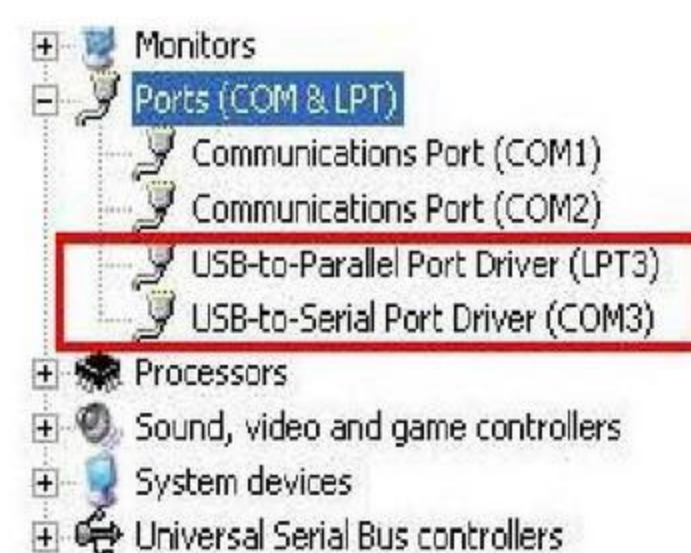 Monitors
Ports (COM & LPT)
Communications Port (COM1)
Communications Port (COM2)
USB-to-Parallel Port Driver (LPT3)
USB-to-Serial Port Driver (COM3)
Processors
Sound, video and game controllers
System devices
Universal Serial Bus controllers